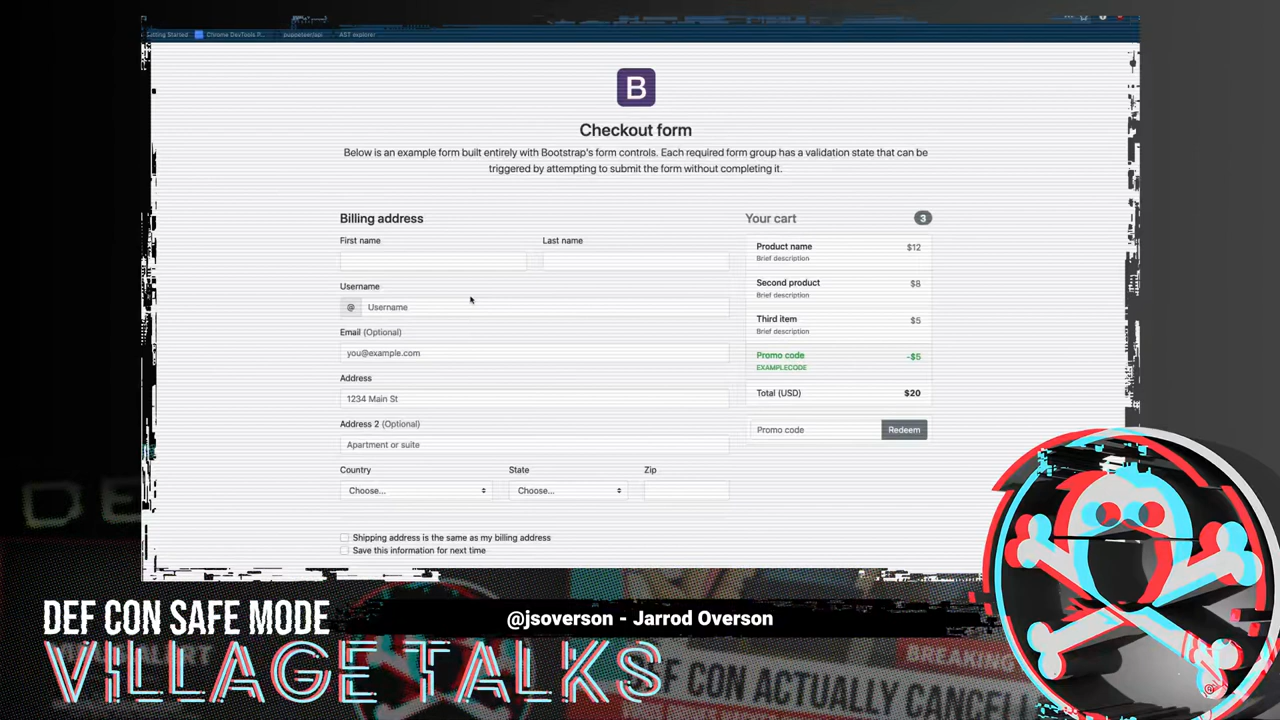 Getting Started
Chrome DevTools P...
puppeteer/api
AST explorer
B
Checkout form
Below is an example form built entirely with Bootstrap's form controls. Each required form group has a validation state that can be
triggered by attempting to submit the form without completing it.
Billing address
First name
Last name
Username
@ Username
Email (Optional)
you@example.com
Address
1234 Main St
Address 2 (Optional)
Apartment or suite
Country
State
Zip
Choose...
Choose...
Shipping address is the same as my billing address
Save this information for next time
Your cart
3
Product name
$12
Brief description
Second product
$8
Brief description
Third item
$5
Brief description
Promo code
-$5
EXAMPLECODE
Total (USD)
$20
Promo code
Redeem
DE
DEF CON SAFE MODE
VILLAGE TALKS
@jsoverson - Jarrod Overson
BREAKING
DEF CON ACTUALLY CANCELL